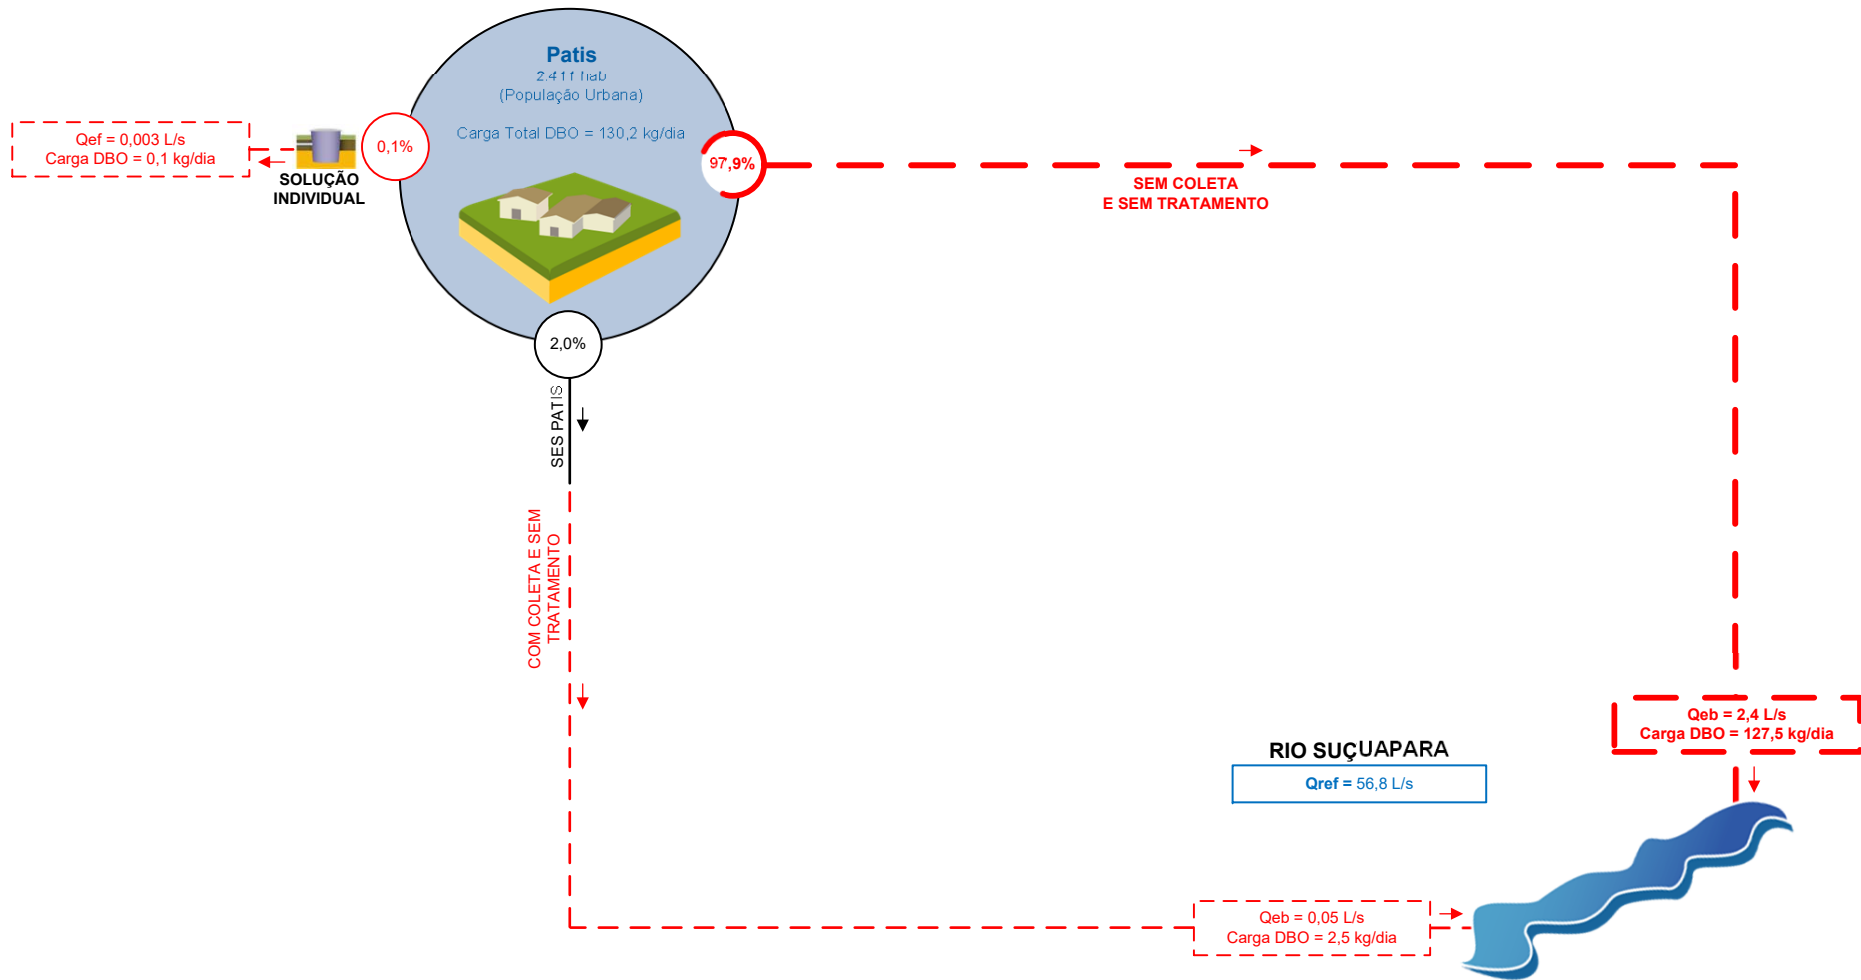 Patis
2.411 hab
(População Urbana)
Carga Total DBO = 130,2 kg/dia
Qef = 0,003 L/s
Carga DBO = 0,1 kg/dia
SOLUÇÃO
INDIVIDUAL
0,1%
97,9%
SEM COLETA
E SEM TRATAMENTO
2,0%
SES PATIS
COM COLETA E SEM
TRATAMENTO
Qeb = 2,4 L/s
Carga DBO = 127,5 kg/dia
RIO SUÇUAPARA
Qref = 56,8 L/s
Qeb = 0,05 L/s
Carga DBO = 2,5 kg/dia